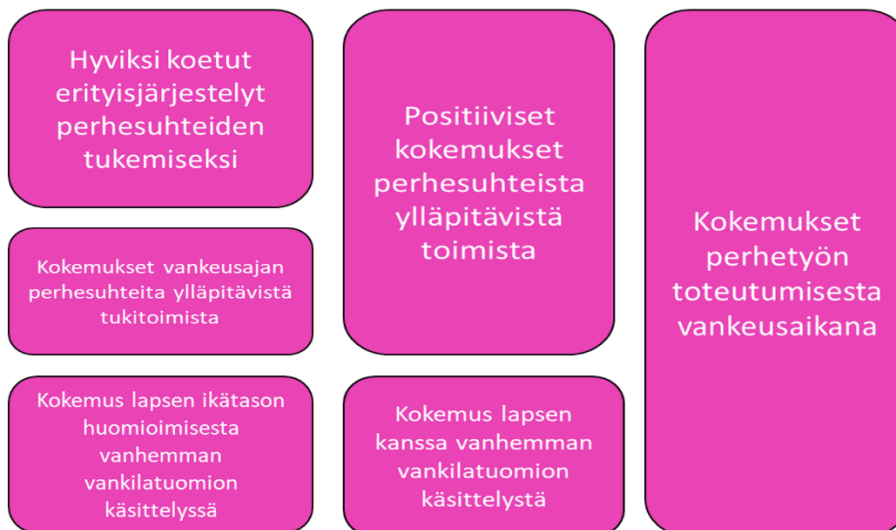 Hyviksi koetut
erityisjärjestelyt
perhesuhteiden
tukemiseksi
Kokemukset vankeusajan
perhesuhteita ylläpitävistä
tukitoimista
Kokemus lapsen ikätason
huomioimisesta
vanhemman
vankilatuomion
käsittelyssä
Positiiviset
kokemukset
perhesuhteista
ylläpitävistä
toimista
Kokemus lapsen
kanssa vanhemman
vankilatuomion
käsittelystä
Kokemukset
perhetyön
toteutumisesta
vankeusaikana